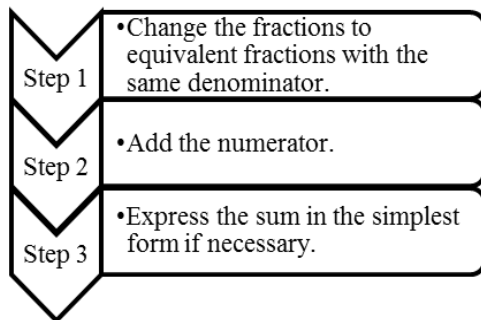 Step 1
•Change the fractions to
equivalent fractions with the
same denominator.
Step 2
•Add the numerator.
Step 3
•Express the sum in the simplest
form if necessary.